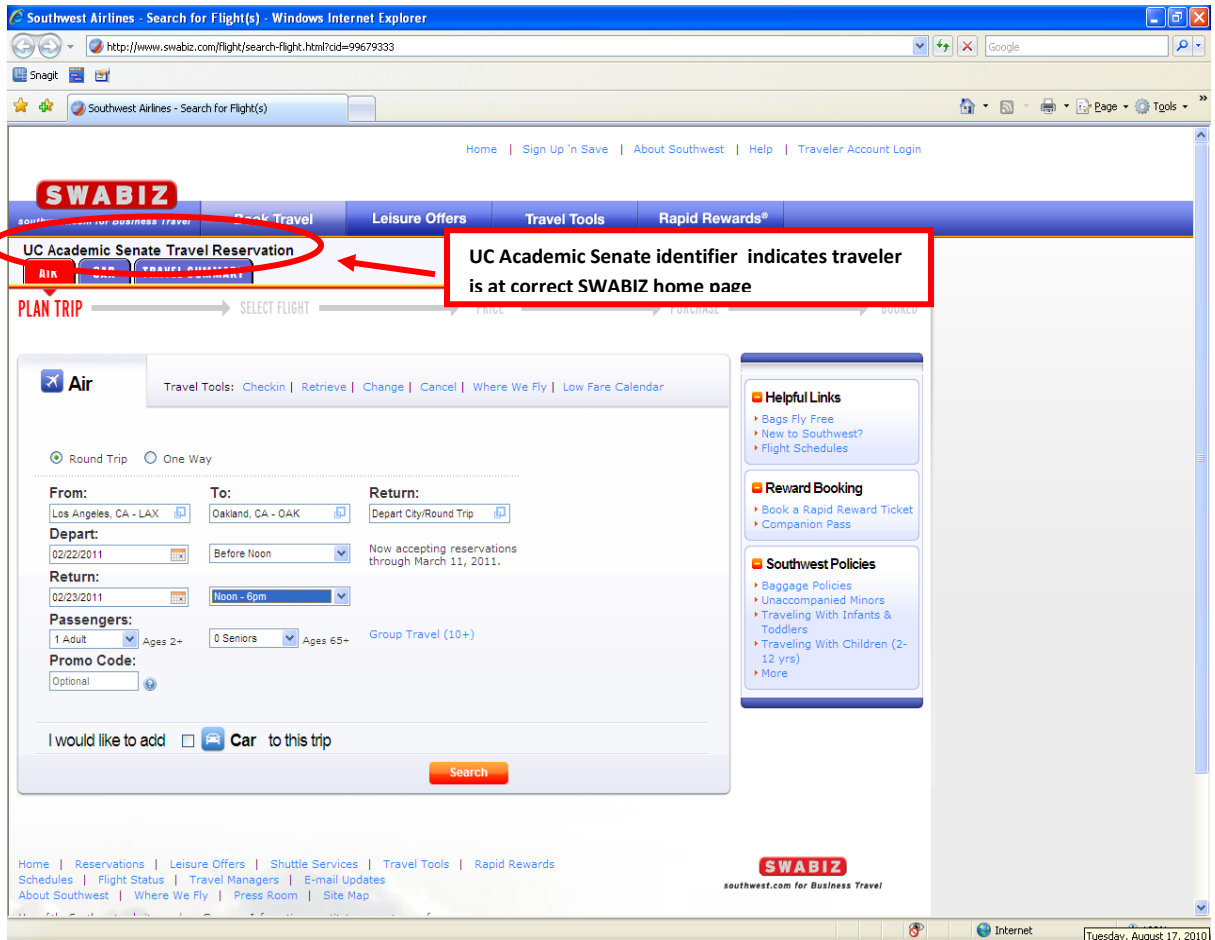 Southwest Airlines - Search for Flight(s) - Windows Internet Explorer
http://www.swabiz.com/flight/search-flight.html?cid=99679333
Google
Snagit
Southwest Airlines - Search for Flight(s)
Page Tools
Home | Sign Up 'n Save | About Southwest | Help | Traveler Account Login
SWABIZ
Book Travel Leisure Offers Travel Tools Rapid Rewards®
UC Academic Senate Travel Reservation
AIR CAR TRAVEL SUMMARY
UC Academic Senate identifier indicates traveler
is at correct SWABIZ home page
PLAN TRIP SELECT FLIGHT PRICE PURCHASE BOOKED
Air
Travel Tools: Checkin | Retrieve | Change | Cancel | Where We Fly | Low Fare Calendar
Round Trip One Way
From: To: Return:
Los Angeles, CA - LAX Oakland, CA - OAK Depart City/Round Trip
Depart:
02/22/2011 Before Noon Now accepting reservations
through March 11, 2011.
Return:
02/23/2011 Noon - 6pm
Passengers:
1 Adult Ages 2+ 0 Seniors Ages 65+ Group Travel (10+)
Promo Code:
Optional
I would like to add Car to this trip
Search
Helpful Links
Bags Fly Free
New to Southwest?
Flight Schedules
Reward Booking
Book a Rapid Reward Ticket
Companion Pass
Southwest Policies
Baggage Policies
Unaccompanied Minors
Traveling With Infants &
Toddlers
Traveling With Children (2-
12 yrs)
More
Home | Reservations | Leisure Offers | Shuttle Services | Travel Tools | Rapid Rewards
Schedules | Flight Status | Travel Managers | E-mail Updates
About Southwest | Where We Fly | Press Room | Site Map
SWABIZ
southwest.com for Business Travel
Internet
Tuesday, August 17, 2010